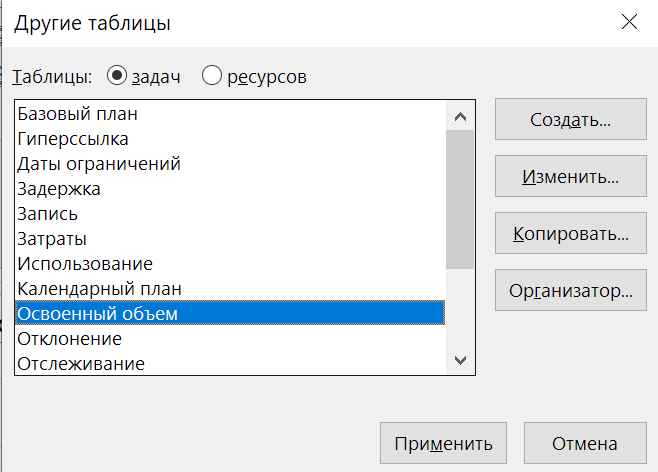 Другие таблицы
Таблицы: задач ресурсов
Базовый план
Гиперссылка
Даты ограничений
Задержка
Запись
Затраты
Использование
Календарный план
Освоенный объем
Отклонение
Отслеживание
Создать...
Изменить...
Копировать...
Организатор...
Применить Отмена